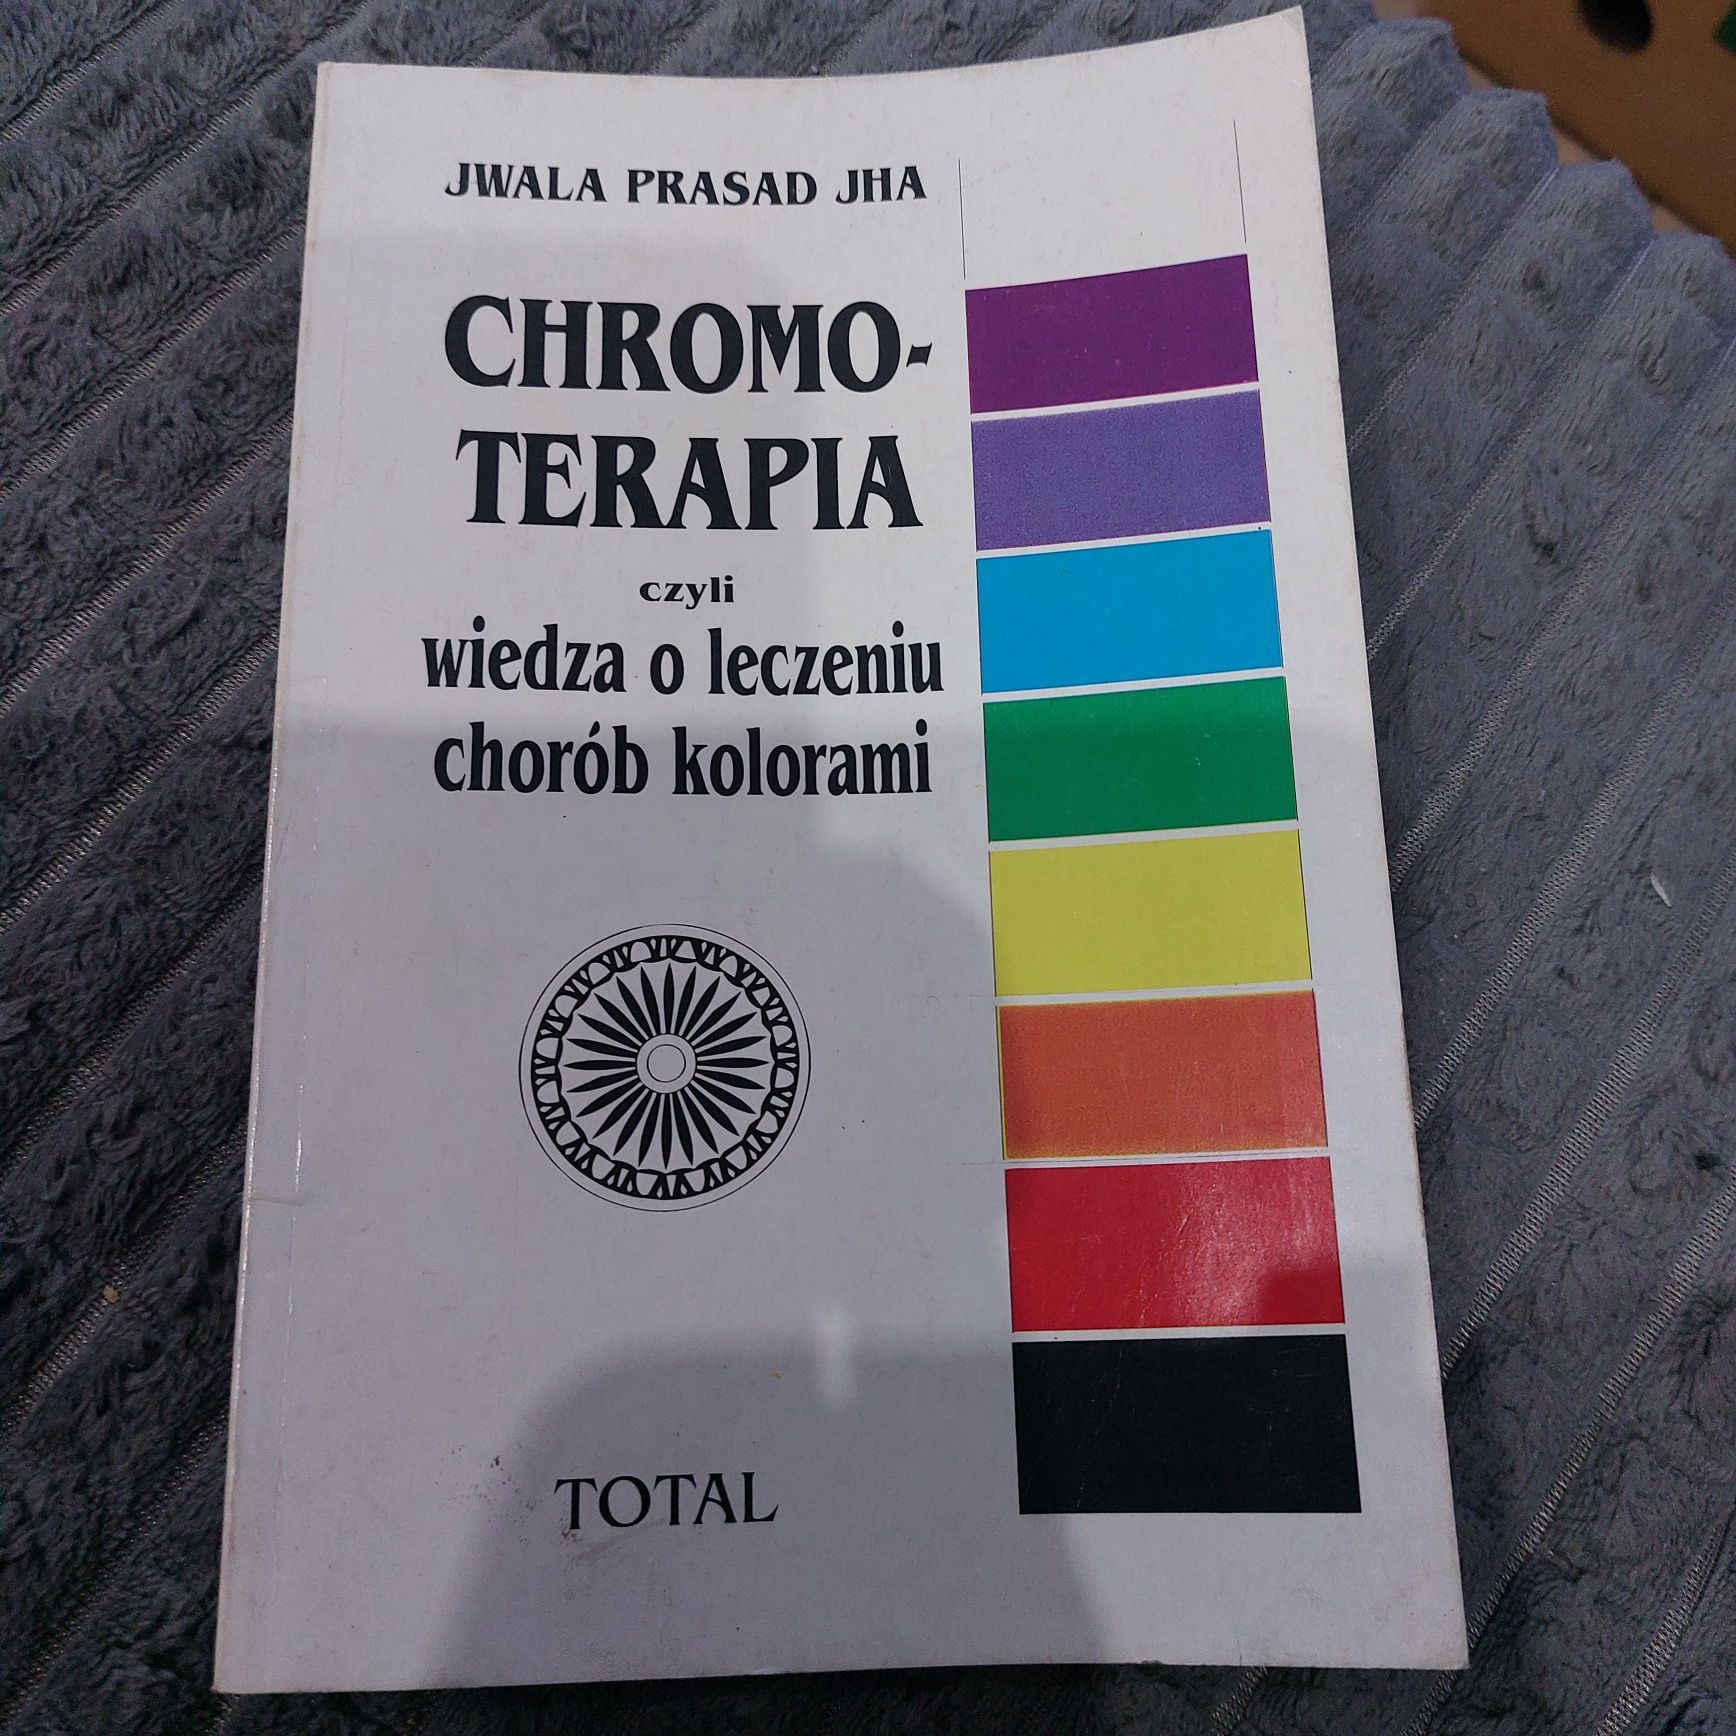 JWALA PRASAD JHA
CHROMO-
TERAPIA
czyli
wiedza o leczeniu
chorób kolorami
TOTAL